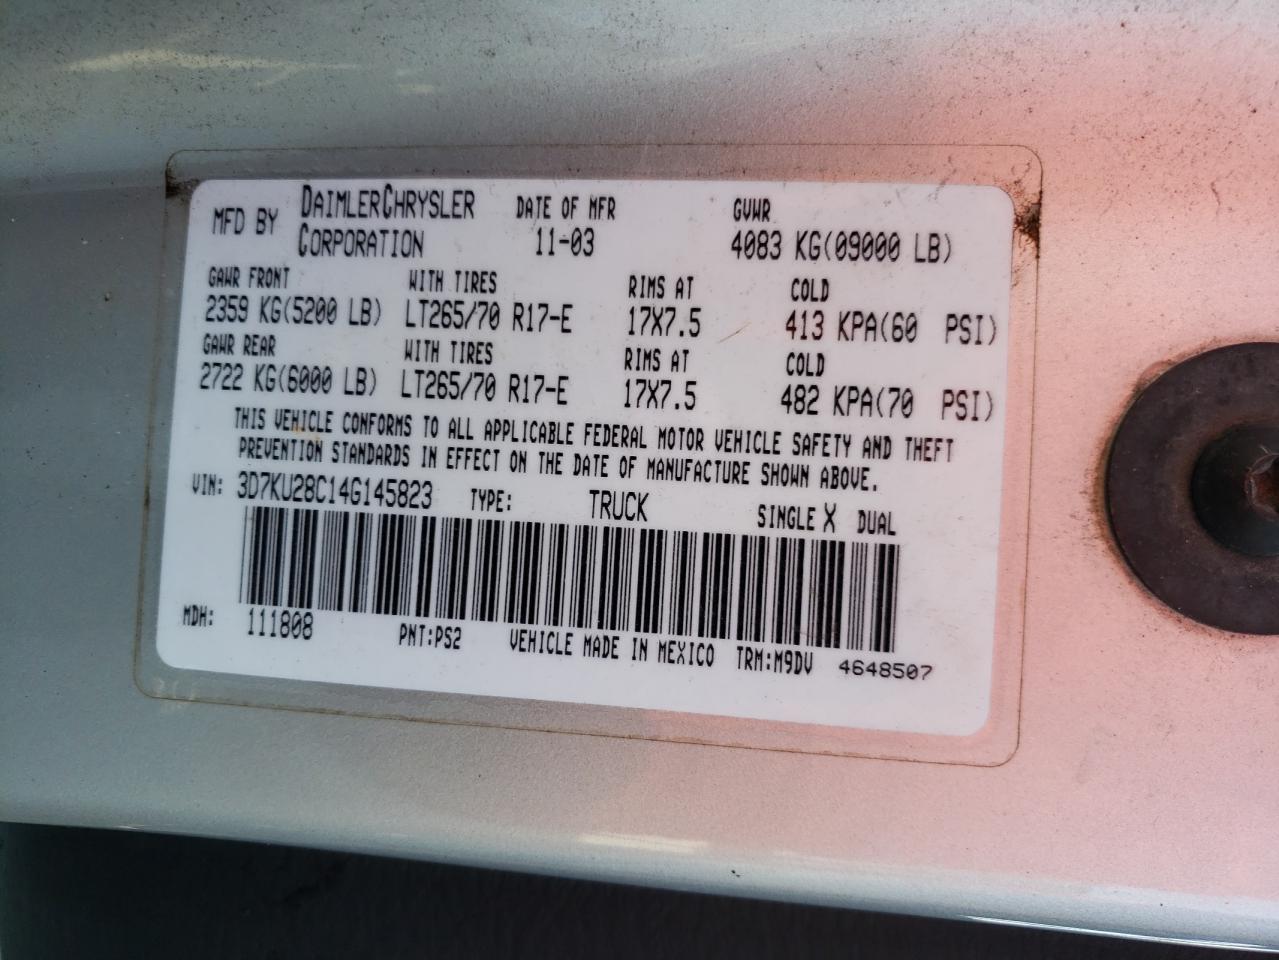 MFD BY DAIMLERCHRYSLER CORPORATION DATE OF MFR 11-03 GVWR 4083 KG(09000 LB)
GAWR FRONT WITH TIRES RIMS AT COLD
2359 KG(5200 LB) LT265/70 R17-E 17X7.5 413 KPA(60 PSI)
GAWR REAR WITH TIRES RIMS AT COLD
2722 KG(6000 LB) LT265/70 R17-E 17X7.5 482 KPA(70 PSI)
THIS VEHICLE CONFORMS TO ALL APPLICABLE FEDERAL MOTOR VEHICLE SAFETY AND THEFT
PREVENTION STANDARDS IN EFFECT ON THE DATE OF MANUFACTURE SHOWN ABOVE.
VIN: 3D7KU28C14G145823 TYPE: TRUCK SINGLE X DUAL
MDH: 111808 PNT:PS2 VEHICLE MADE IN MEXICO TRM:M9DV 4648507